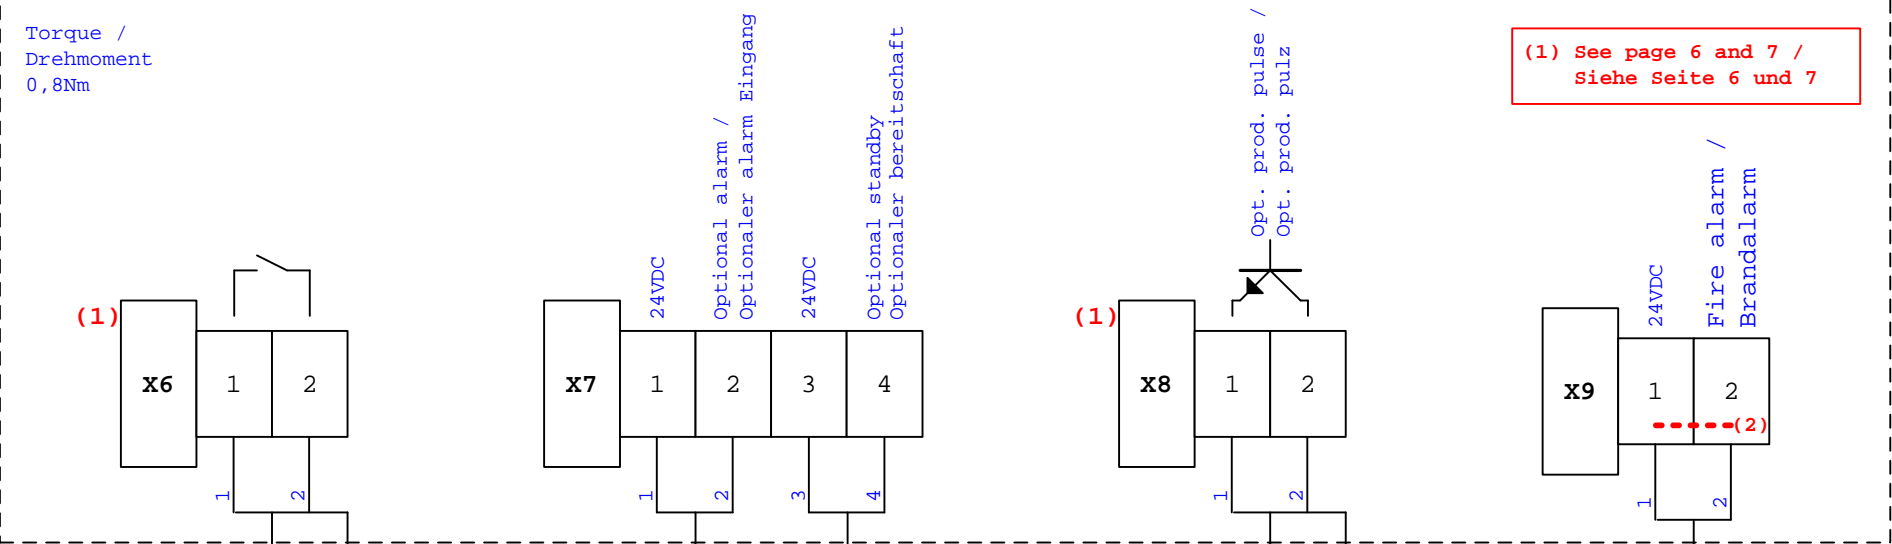 Torque /
Drehmoment
0,8Nm
(1) See page 6 and 7 /
Siehe Seite 6 und 7
24VDC
Optional alarm /
Optionaler alarm Eingang
24VDC
Optional standby
Optionaler bereitschaft
Opt. prod. pulse /
Opt. prod. pulz
24VDC
Fire alarm /
Brandalarm
(1)
X6 1 2
X7 1 2 3 4
(1)
X8 1 2
X9 1 2
(2)
1 2
1 2 3 4
1 2
1 2